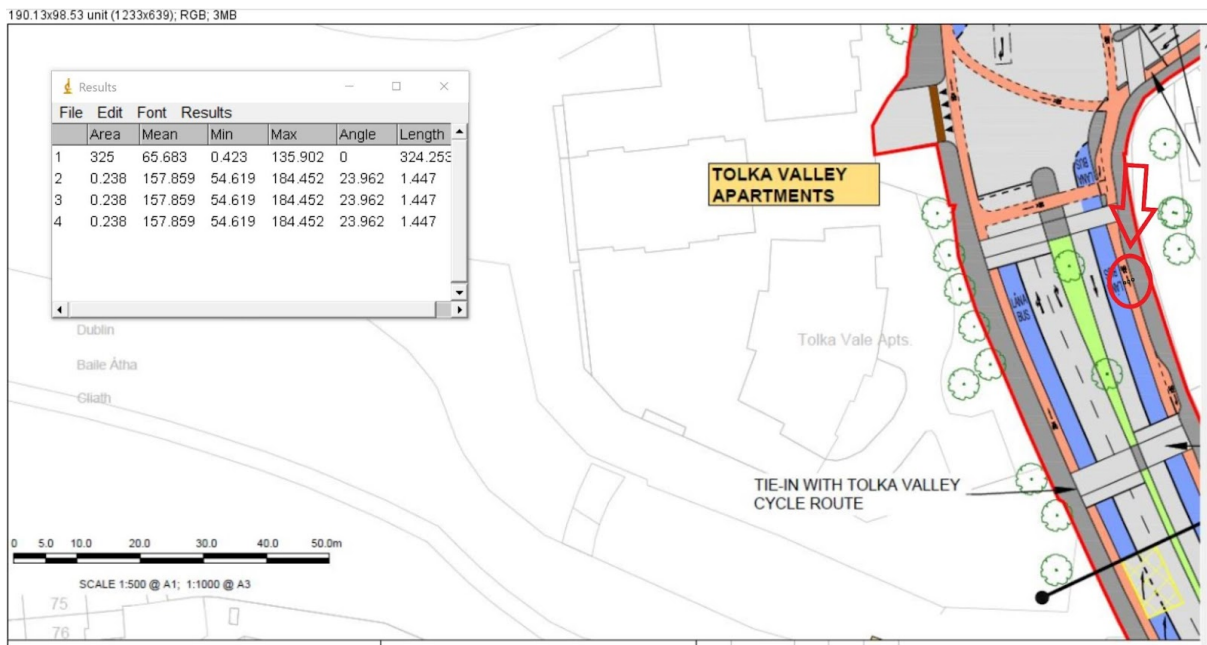 190.13x98.53 unit (1233x639); RGB; 3MB
Results
File Edit Font Results
Area Mean Min Max Angle Length
1 325 65.683 0.423 135.902 0 324.253
2 0.238 157.859 54.619 184.452 23.962 1.447
3 0.238 157.859 54.619 184.452 23.962 1.447
4 0.238 157.859 54.619 184.452 23.962 1.447
TOLKA VALLEY
APARTMENTS
LÁNA
BUS
LÁNA
BUS
Dublin
Baile Átha
Cliath
Tolka Vale Apts.
TIE-IN WITH TOLKA VALLEY
CYCLE ROUTE
0 5.0 10.0 20.0 30.0 40.0 50.0m
SCALE 1:500 @ A1; 1:1000 @ A3
75
76